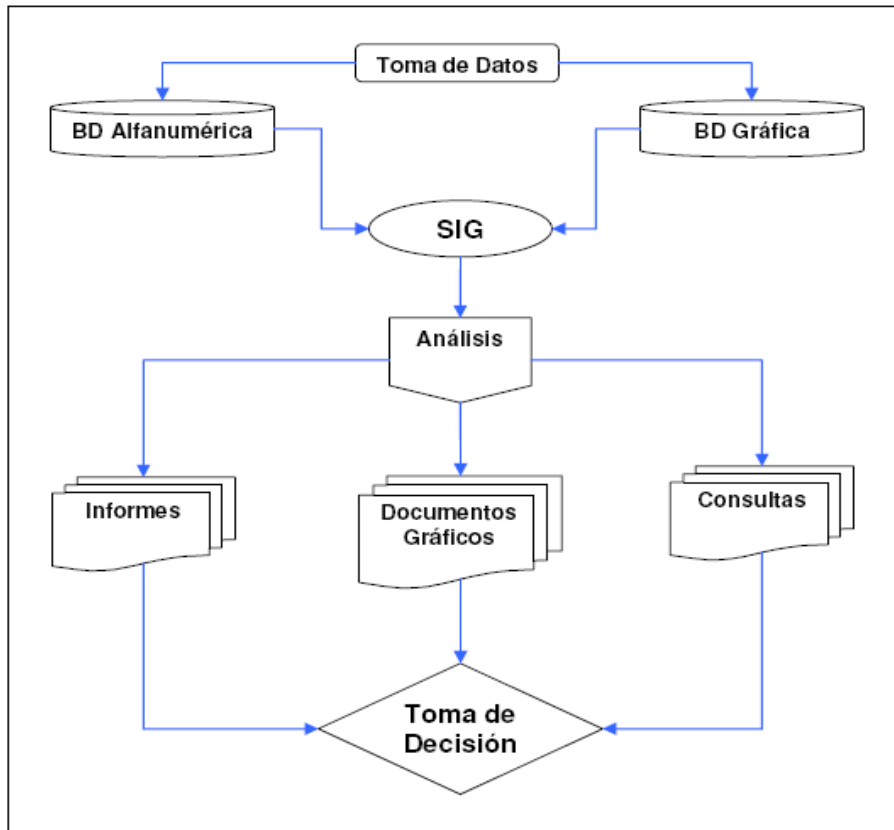 Toma de Datos
BD Alfanumérica
BD Gráfica
SIG
Análisis
Informes
Documentos
Gráficos
Consultas
Toma de
Decisión